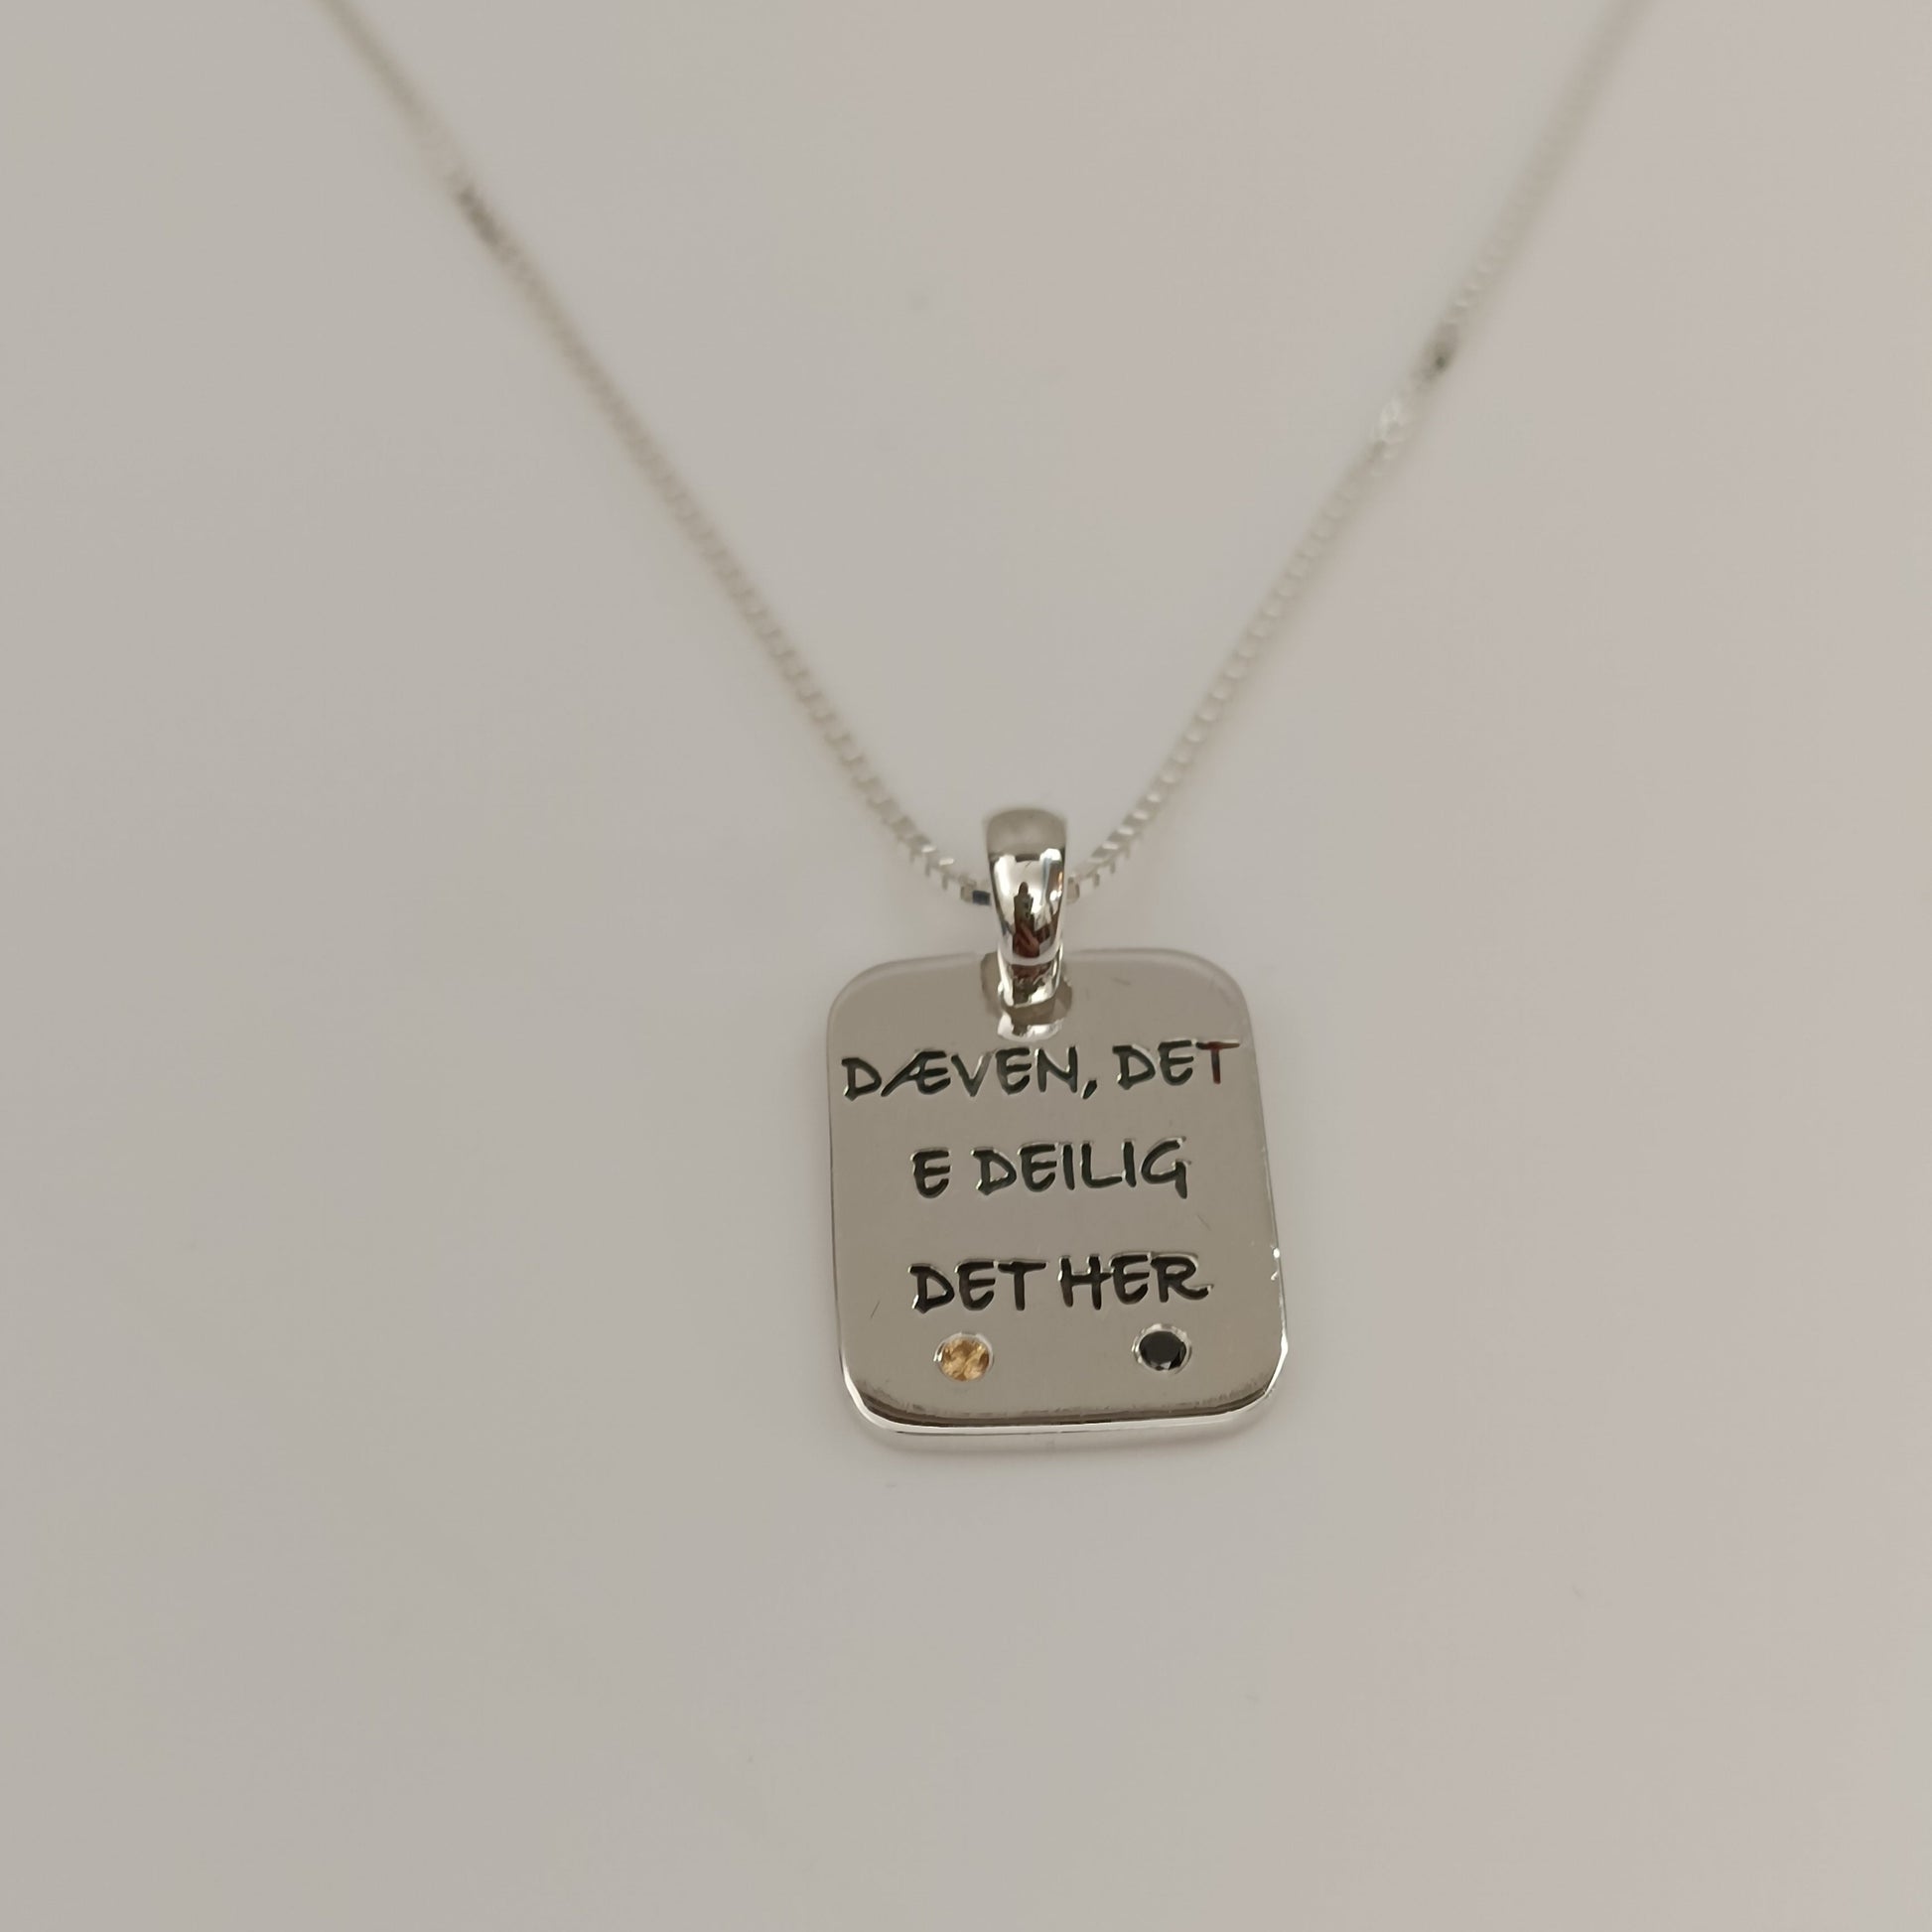 DÆVEN, DET
E DEILIG
DET HER